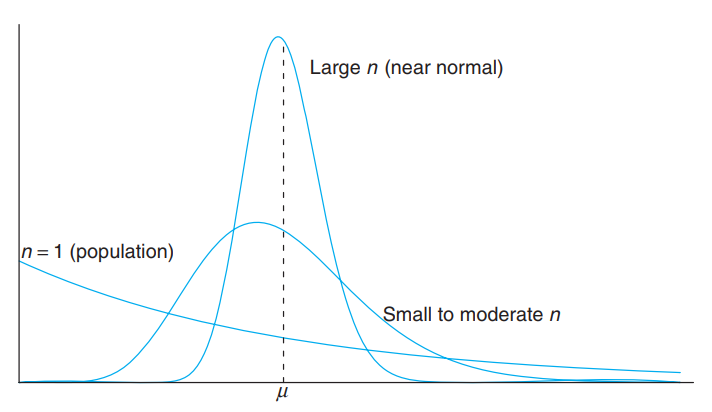 Large n (near normal)
n = 1 (population)
Small to moderate n
μ